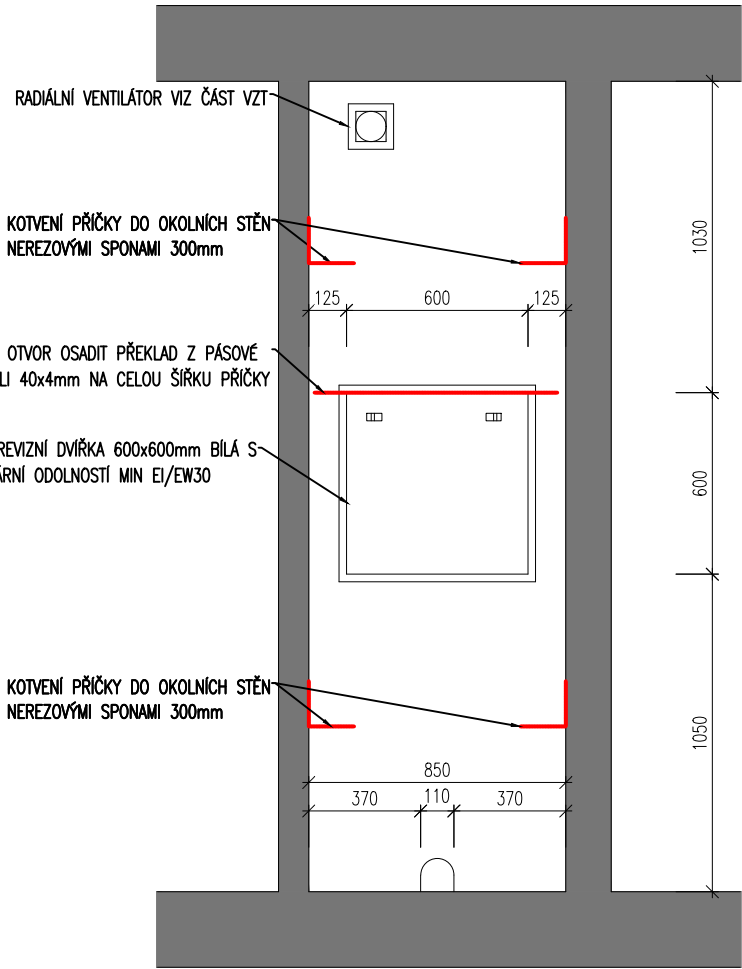 RADIÁLNÍ VENTILÁTOR VIZ ČÁST VZT
KOTVENÍ PŘÍČKY DO OKOLNÍCH STĚN
NEREZOVÝMI SPONAMI 300mm
1030
125
600
125
OTVOR OSADIT PŘEKLAD Z PÁSOVÉ
LI 40x4mm NA CELOU ŠÍŘKU PŘÍČKY
REVIZNÍ DVÍŘKA 600x600mm BÍLÁ S
ÁRNÍ ODOLNOSTÍ MIN EI/EW30
600
KOTVENÍ PŘÍČKY DO OKOLNÍCH STĚN
NEREZOVÝMI SPONAMI 300mm
1050
850
370
110
370